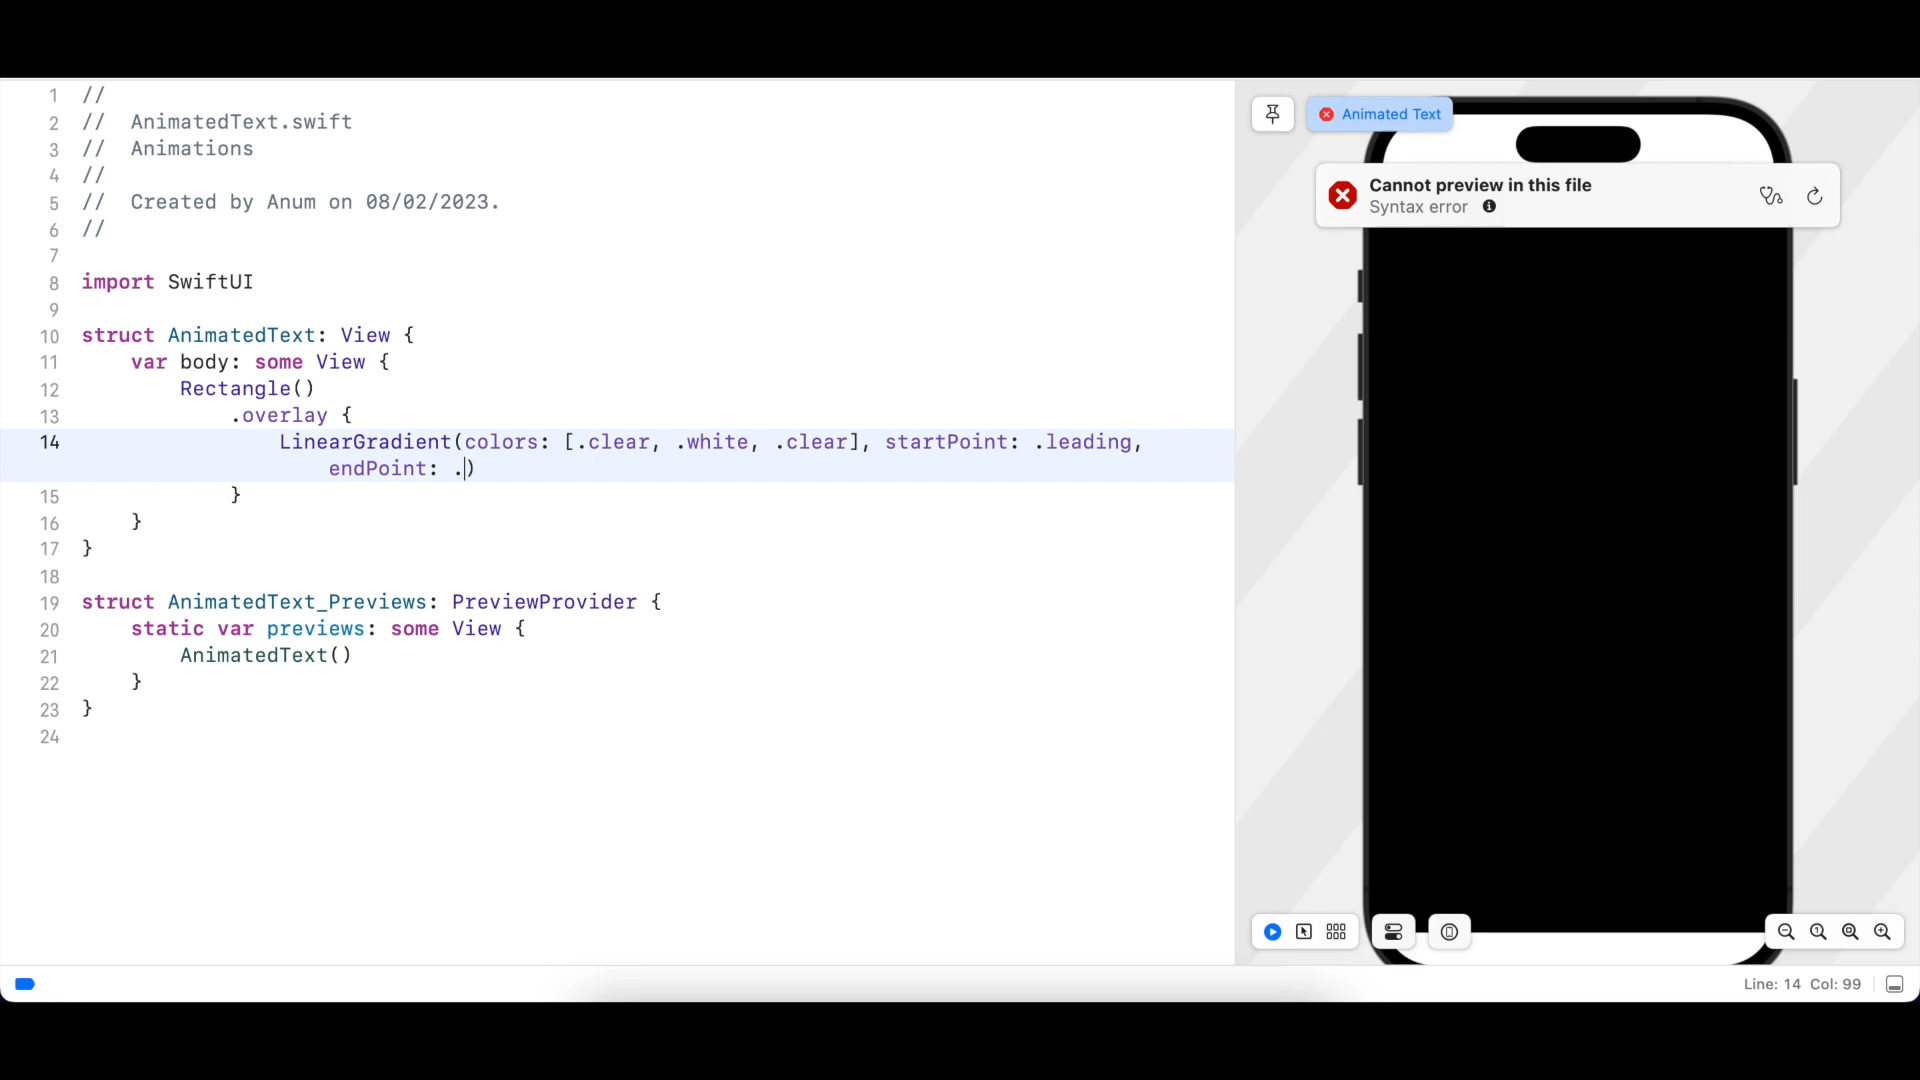 1 //
2 //  AnimatedText.swift
3 //  Animations
4 //
5 //  Created by Anum on 08/02/2023.
6 //
7
8 import SwiftUI
9
10 struct AnimatedText: View {
11     var body: some View {
12         Rectangle()
13             .overlay {
14                 LinearGradient(colors: [.clear, .white, .clear], startPoint: .leading,
                    endPoint: .)
15             }
16     }
17 }
18
19 struct AnimatedText_Previews: PreviewProvider {
20     static var previews: some View {
21         AnimatedText()
22     }
23 }
24
Animated Text
Cannot preview in this file
Syntax error
Line: 14 Col: 99